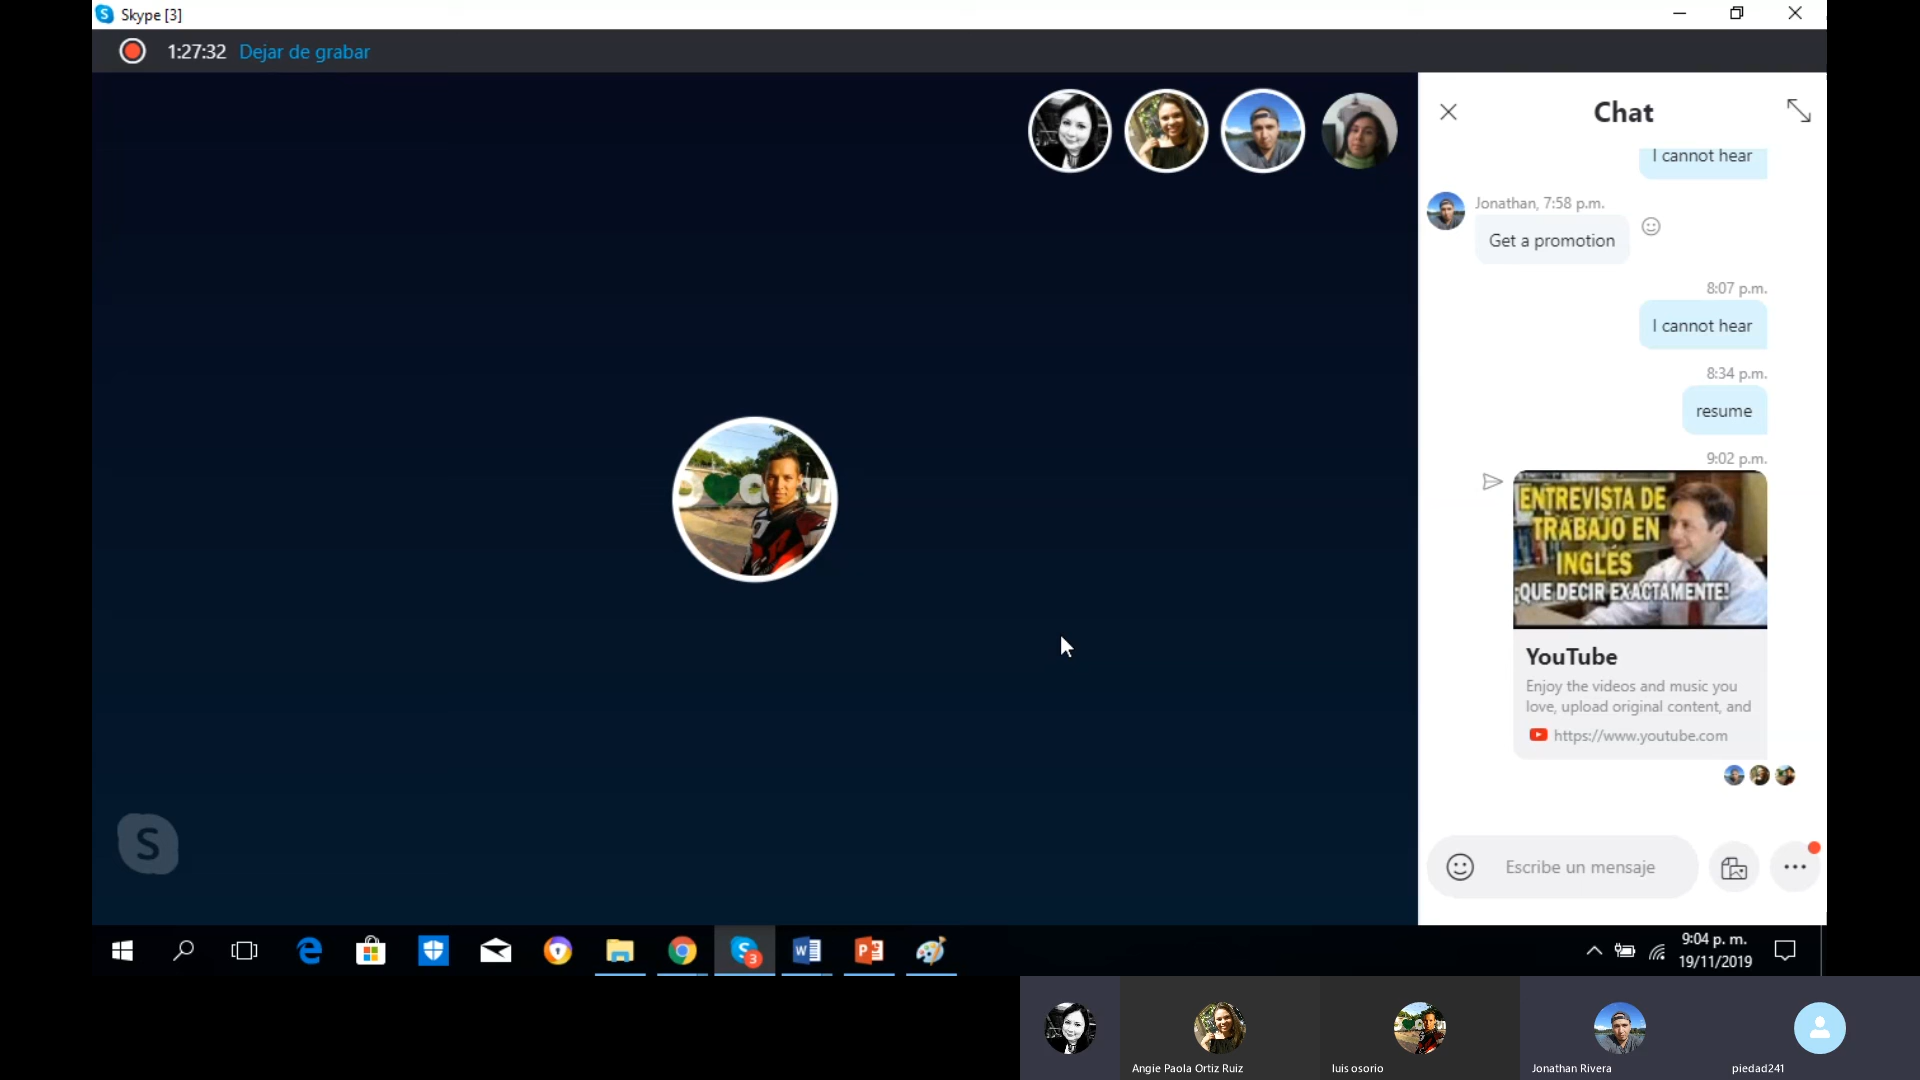 Skype [3]
1:27:32 Dejar de grabar
Chat
I cannot hear
Jonathan, 7:58 p.m.
Get a promotion
8:07 p.m.
I cannot hear
8:34 p.m.
resume
9:02 p.m.
ENTREVISTA DE
TRABAJO EN
INGLÉS
¡QUE DECIR EXACTAMENTE!
YouTube
Enjoy the videos and music you
love, upload original content, and
https://www.youtube.com
Escribe un mensaje
S
3
9:04 p. m.
19/11/2019
Angie Paola Ortiz Ruiz
luis osorio
Jonathan Rivera
piedad241